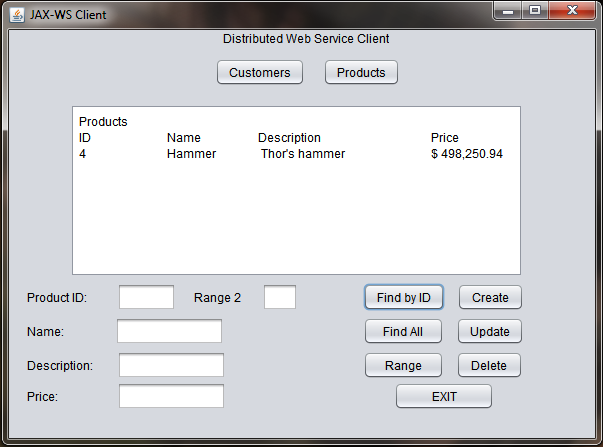 JAX-WS Client
Distributed Web Service Client
Customers Products
Products
ID Name Description Price
4 Hammer Thor's hammer $ 498,250.94
Product ID: Range 2 Find by ID Create
Name: Find All Update
Description: Range Delete
Price: EXIT